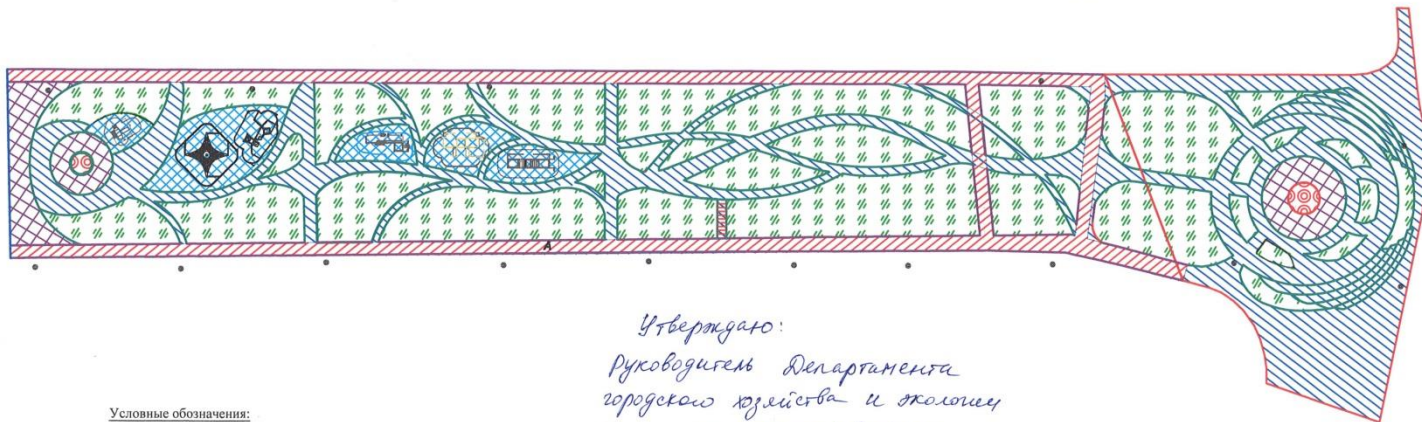 А
Утверждаю:
Руководитель Департамента
городского хозяйства и экологии
Условные обозначения: